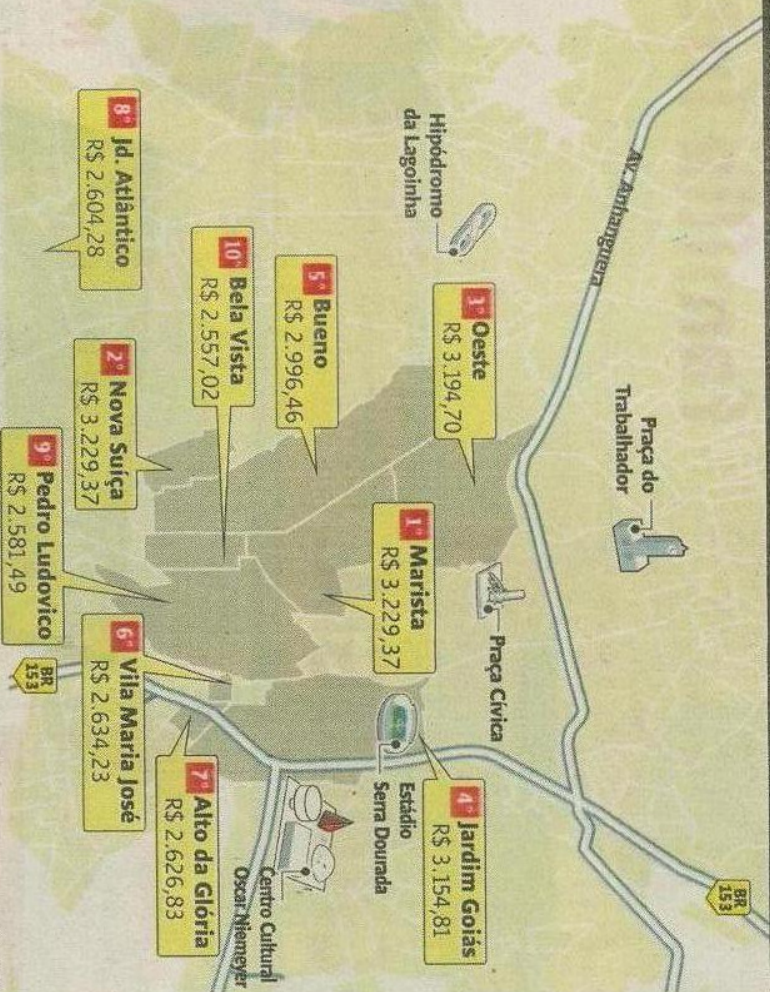 Av. Anhanguera
Praça do
Trabalhador
Hipódromo
da Lagoinha
3º Oeste
R$ 3.194,70
Praça Cívica
5º Bueno
R$ 2.996,46
1º Marista
R$ 3.229,37
4º Jardim Goiás
R$ 3.154,81
BR
153
10º Bela Vista
R$ 2.557,02
Estádio
Serra Dourada
8º Jd. Atlântico
R$ 2.604,28
2º Nova Suíça
R$ 3.229,37
6º Vila Maria José
R$ 2.634,23
7º Alto da Glória
R$ 2.626,83
Centro Cultural
Oscar Niemeyer
9º Pedro Ludovico
R$ 2.581,49
BR
153